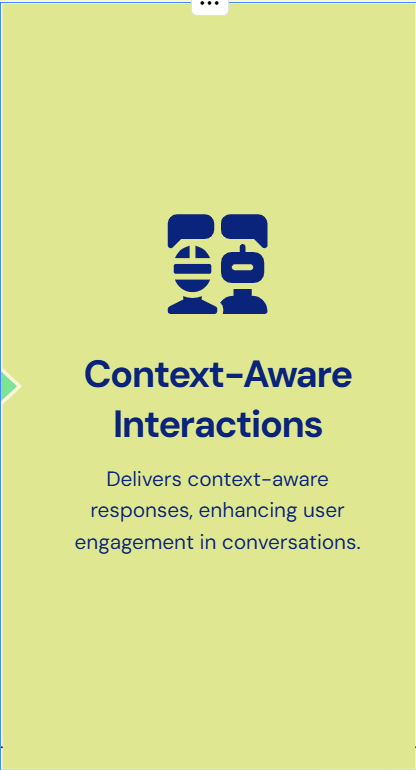 Context-Aware
Interactions
Delivers context-aware
responses, enhancing user
engagement in conversations.